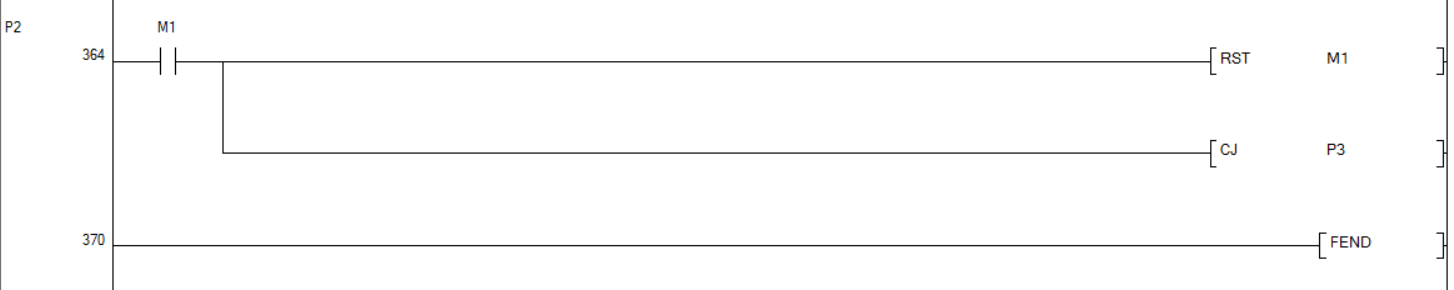 P2 M1
364 RST M1
CJ P3
370 FEND